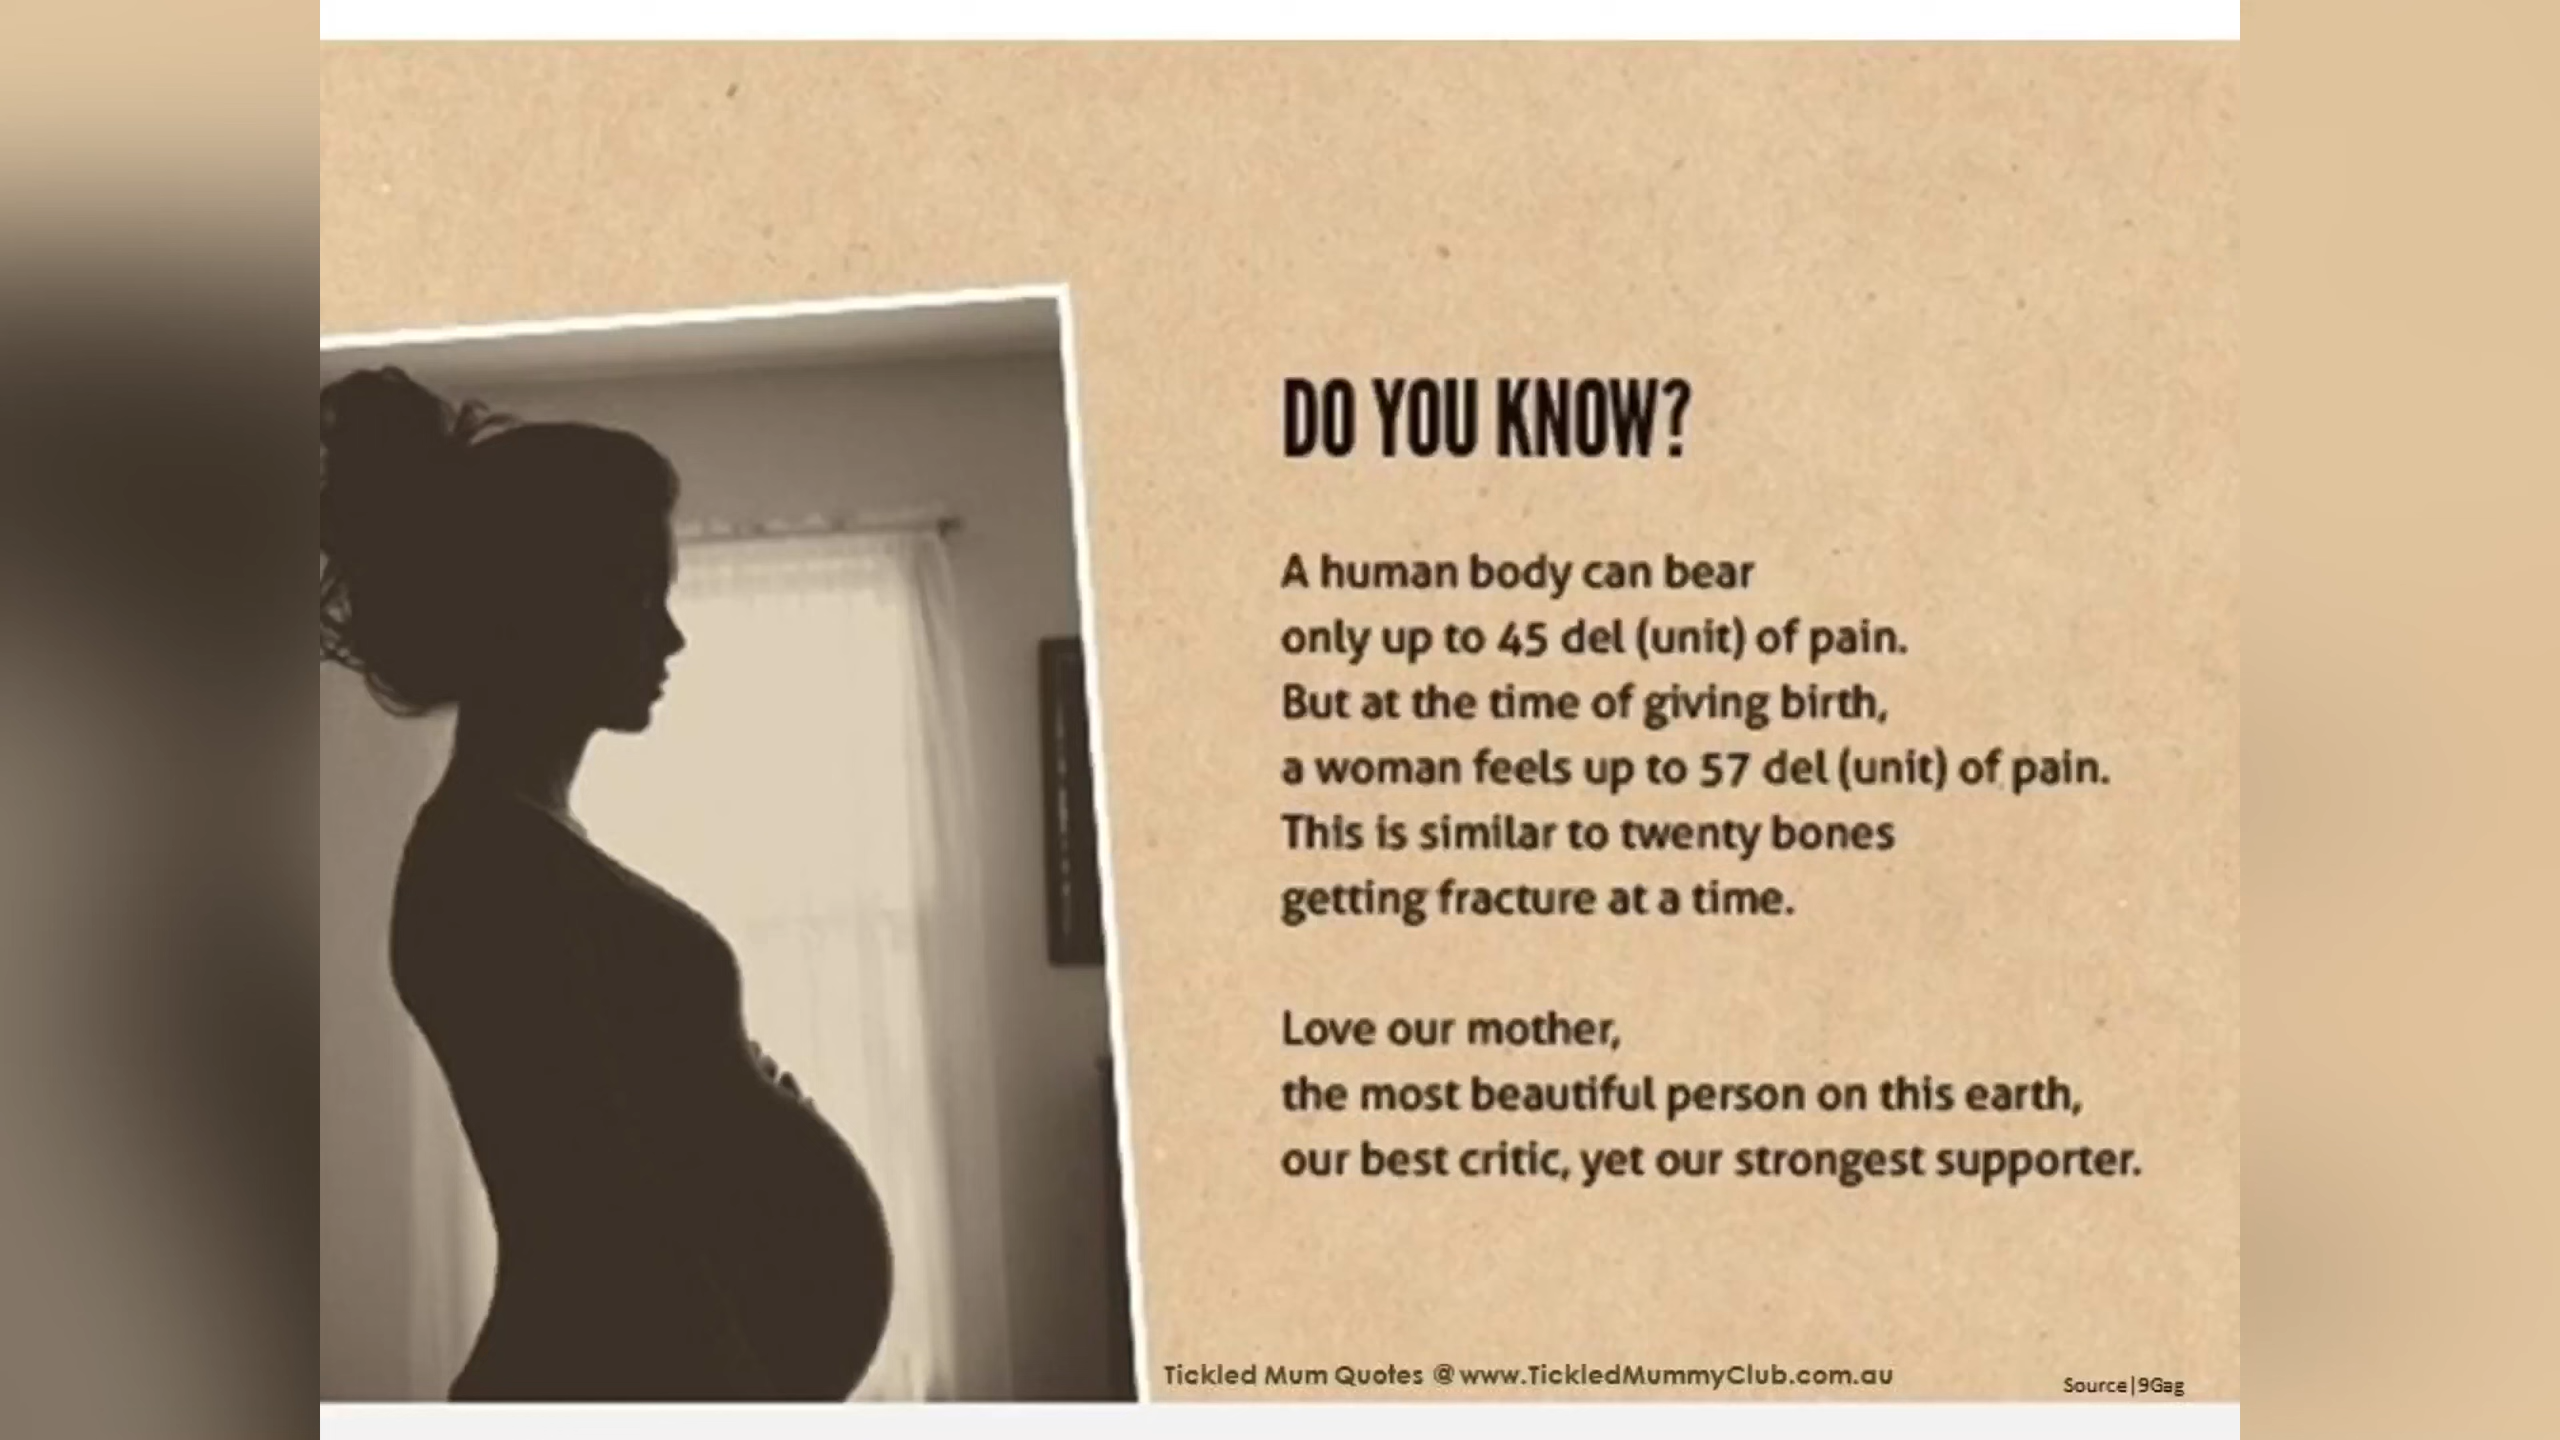 DO YOU KNOW?
A human body can bear
only up to 45 del (unit) of pain.
But at the time of giving birth,
a woman feels up to 57 del (unit) of pain.
This is similar to twenty bones
getting fracture at a time.
Love our mother,
the most beautiful person on this earth,
our best critic, yet our strongest supporter.
Tickled Mum Quotes @ www.TickledMummyClub.com.au
Source|9Gag